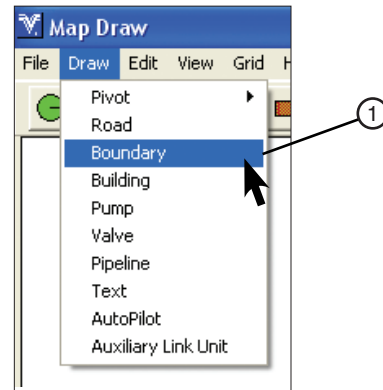 Map Draw
File Draw Edit View Grid
Pivot
Road
Boundary
1
Building
Pump
Valve
Pipeline
Text
AutoPilot
Auxiliary Link Unit